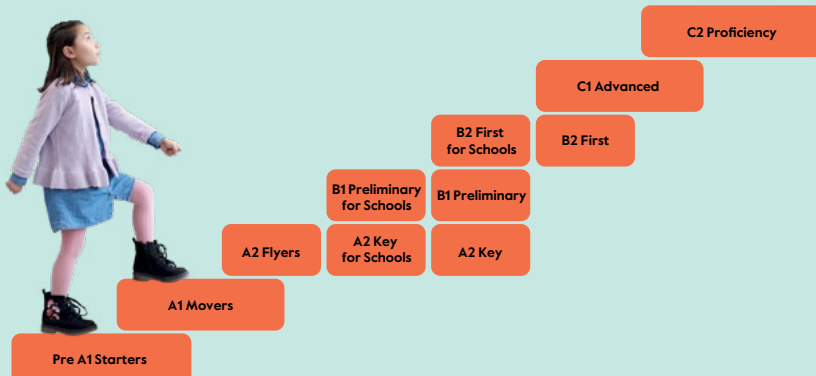 C2 Proficiency
C1 Advanced
B2 First
for Schools
B2 First
B1 Preliminary
for Schools
B1 Preliminary
A2 Flyers
A2 Key
for Schools
A2 Key
A1 Movers
Pre A1 Starters